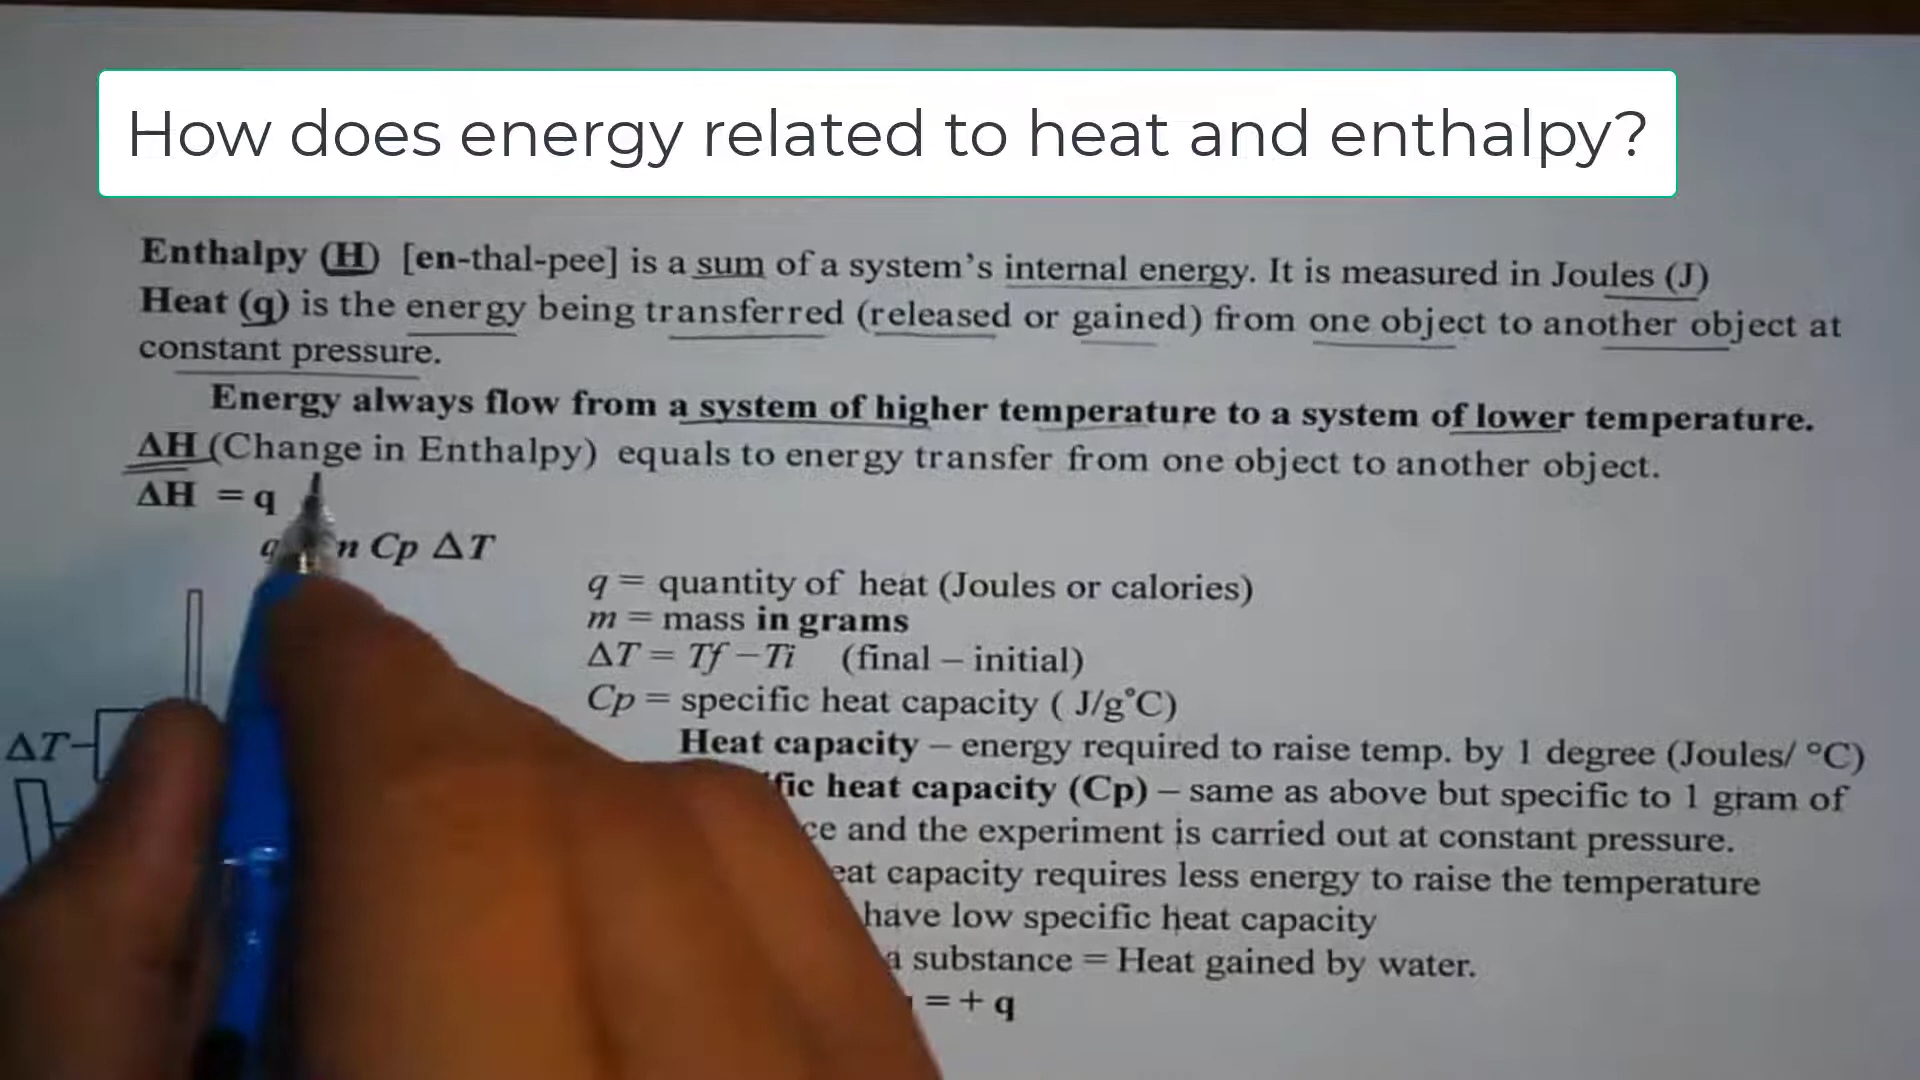 How does energy related to heat and enthalpy?
Enthalpy (H) [en-thal-pee] is a sum of a system's internal energy. It is measured in Joules (J)
Heat (q) is the energy being transferred (released or gained) from one object to another object at
constant pressure.
Energy always flow from a system of higher temperature to a system of lower temperature.
ΔH (Change in Enthalpy) equals to energy transfer from one object to another object.
ΔH = q
Cp ΔT
q = quantity of heat (Joules or calories)
m = mass in grams
ΔT = Tf – Ti (final – initial)
Cp = specific heat capacity ( J/g°C)
ΔT
Heat capacity – energy required to raise temp. by 1 degree (Joules/ °C)
heat capacity (Cp) – same as above but specific to 1 gram of
and the experiment is carried out at constant pressure.
capacity requires less energy to raise the temperature
have low specific heat capacity
a substance = Heat gained by water.
= + q